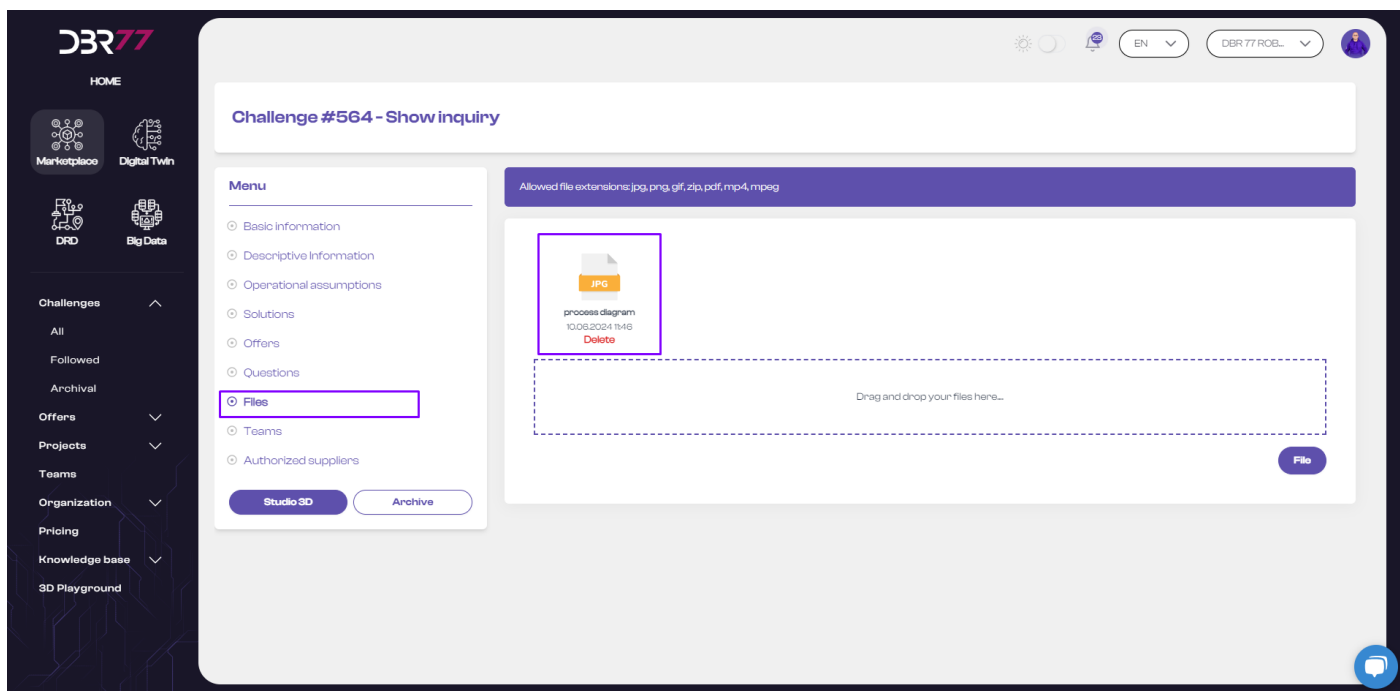 DBR77
HOME
Marketplace
Digital Twin
DRD
Big Data
Challenges
All
Followed
Archival
Offers
Projects
Teams
Organization
Pricing
Knowledge base
3D Playground
23
EN
DBR 77 ROB...
Challenge #564 - Show inquiry
Menu
Basic information
Descriptive Information
Operational assumptions
Solutions
Offers
Questions
Files
Teams
Authorized suppliers
Studio 3D
Archive
Allowed file extensions: jpg, png, gif, zip, pdf, mp4, mpeg
JPG
process diagram
10.06.2024 11:46
Delete
Drag and drop your files here...
File